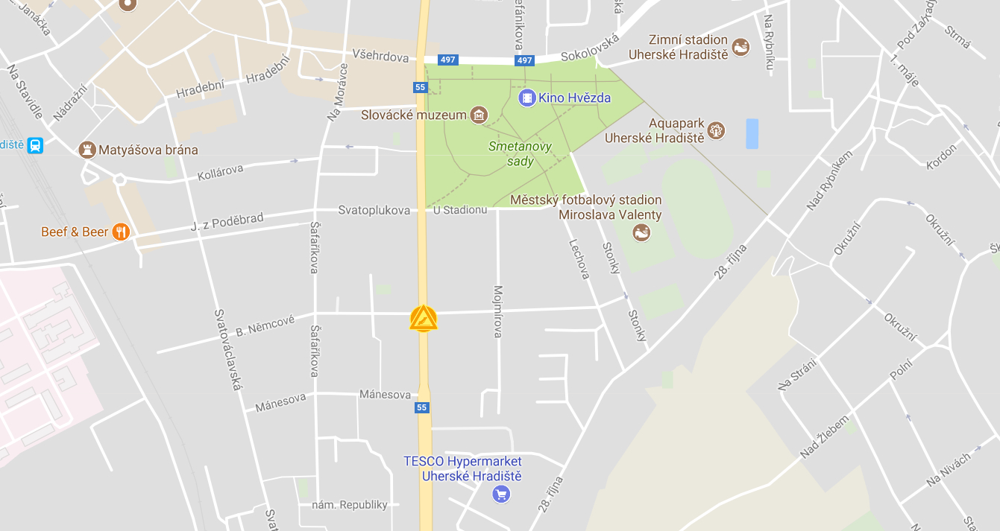 Janáčka
Na Stavidle
Nádražní
Hradební
Hradební
Na Morávce
Všehrdova
497
497
Sokolovská
55
Zimní stadion
Uherské Hradiště
Na Rybníku
Pod Za
Strmá
1. máje
Kino Hvězda
Slovácké muzeum
Smetanovy
sady
Aquapark
Uherské Hradiště
diště
Matyášova brána
Kollárova
Kordon
Nad Rybníkem
Městský fotbalový stadion
Miroslava Valenty
Svatoplukova
U Stadionu
J. z Poděbrad
Beef & Beer
Šafaříkova
Lechova
Stonky
28. října
Okružní
Okružní
Mojmírova
B. Němcové
Svatováclavská
Šafaříkova
Stonky
Okružní
Mánesova
Mánesova
55
Na Stráni
Polní
Nad Žlebem
Na Nivách
TESCO Hypermarket
Uherské Hradiště
28. října
nám. Republiky